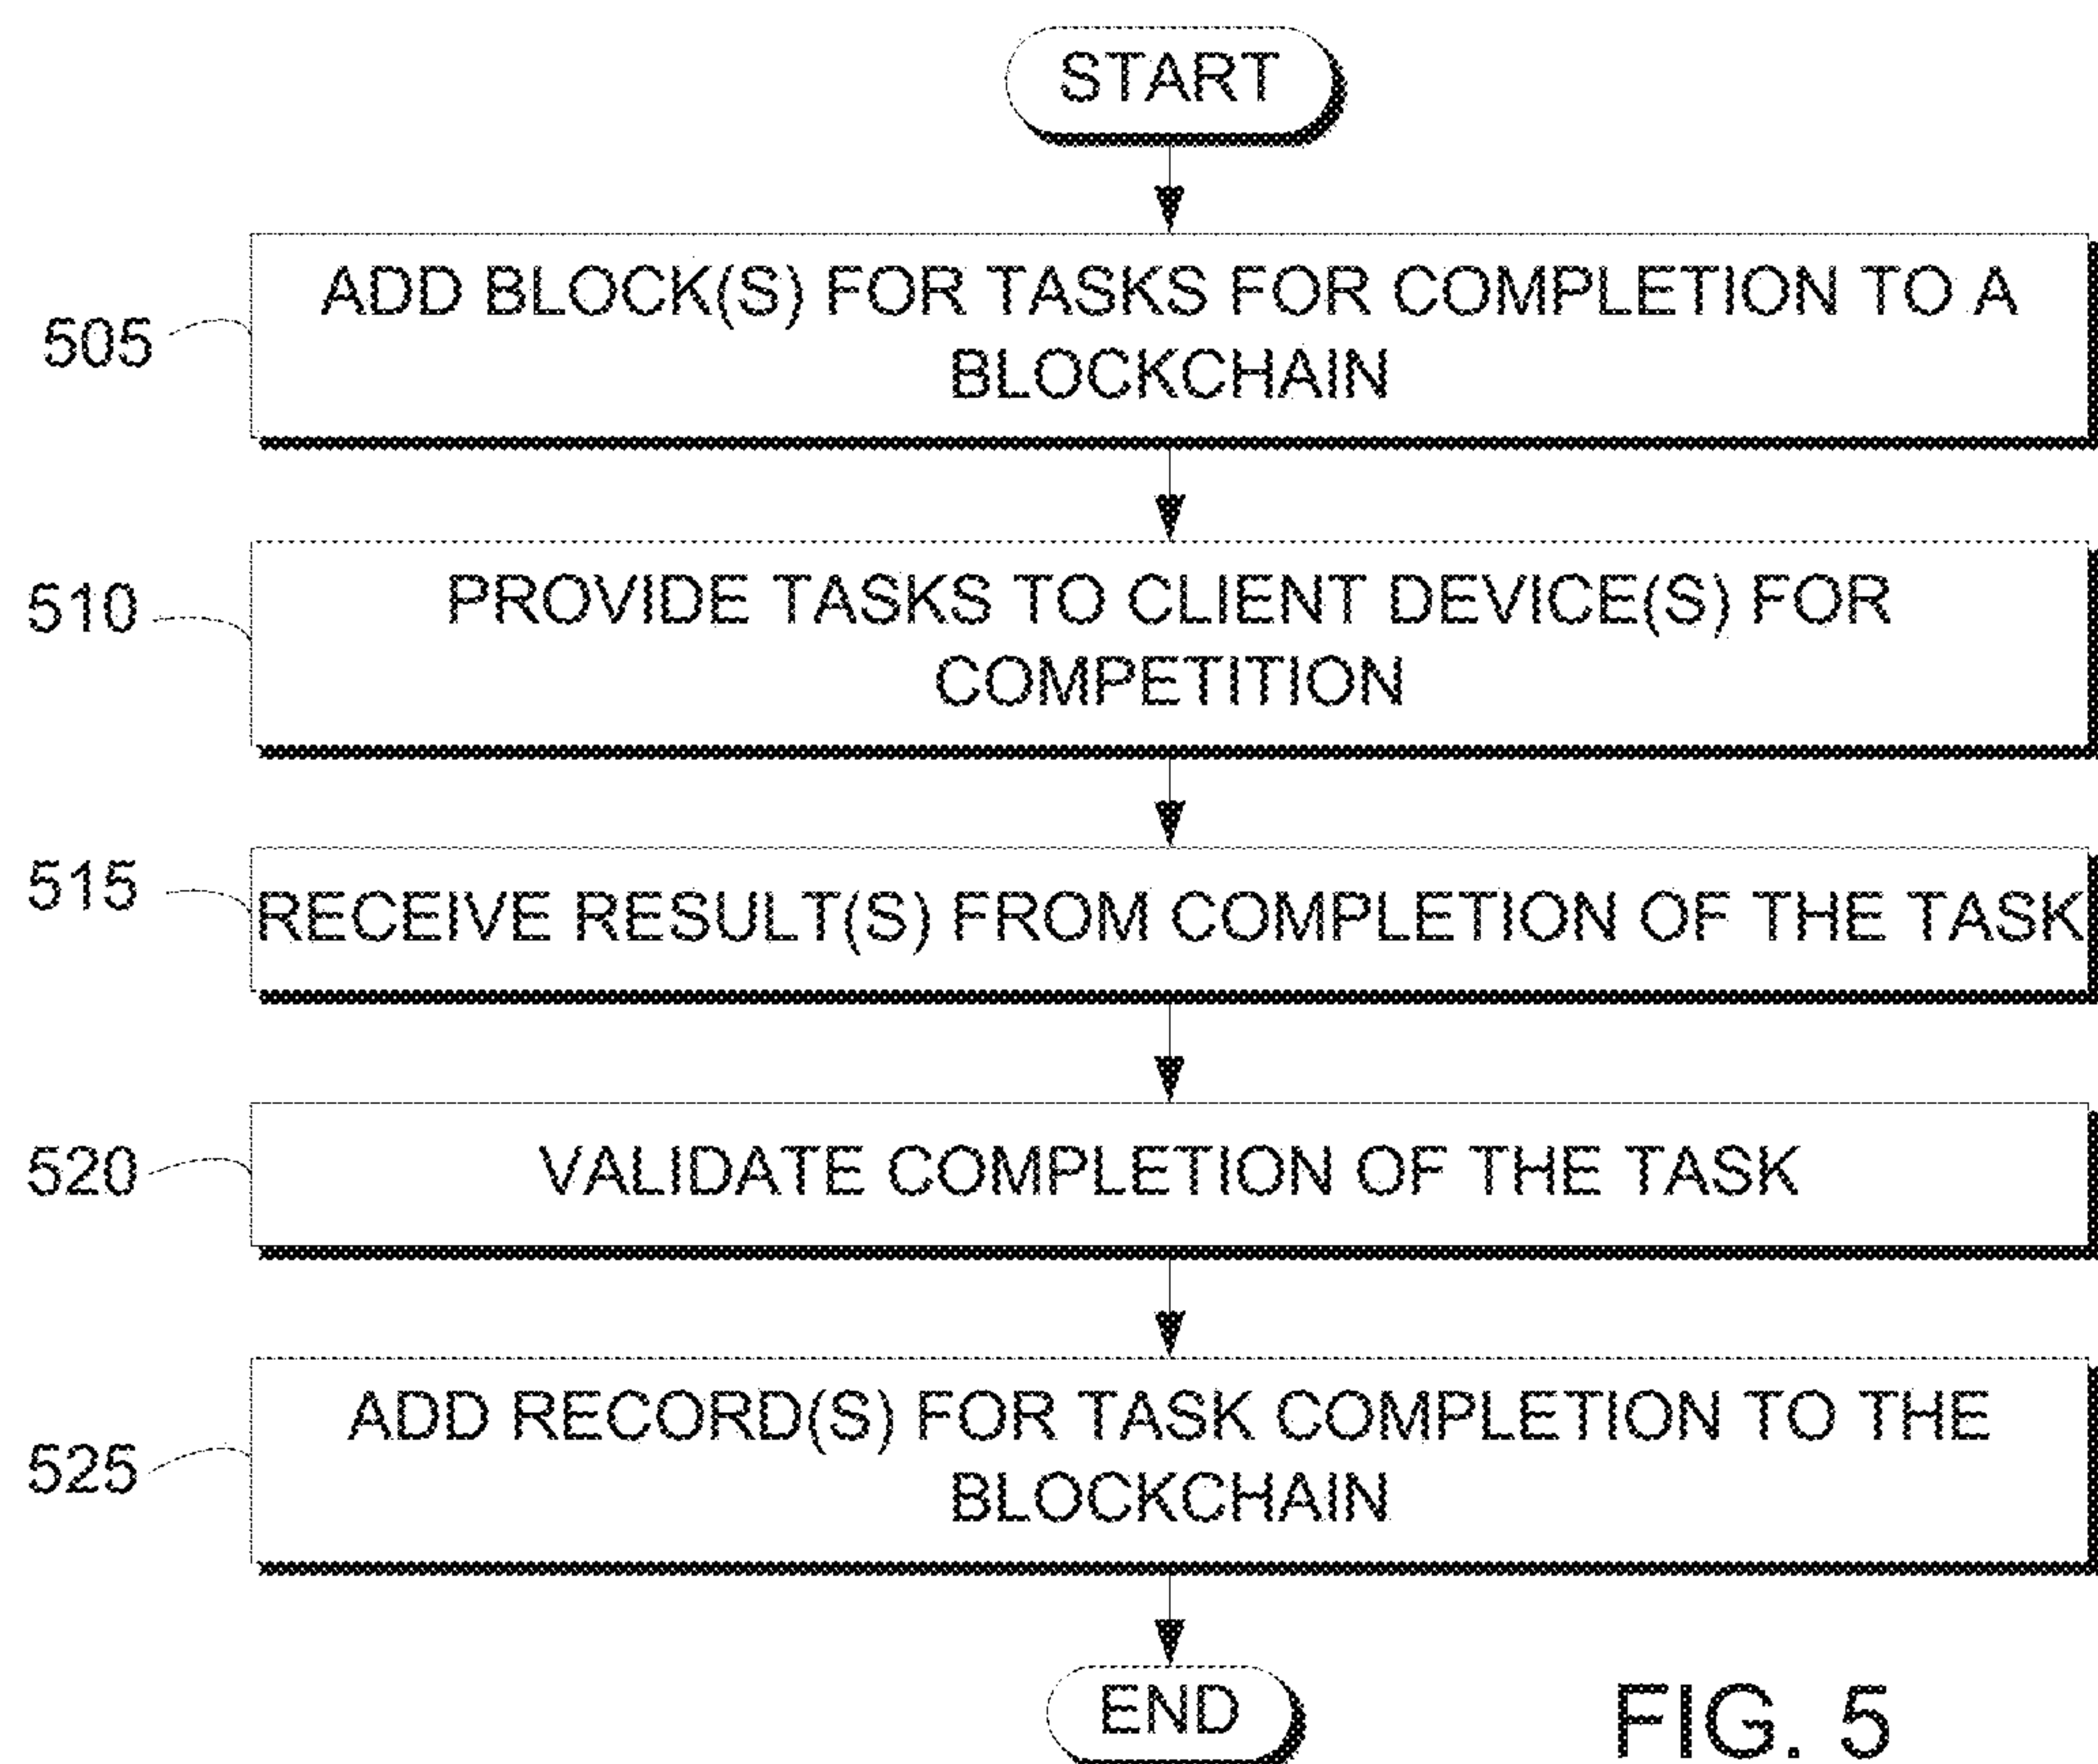 START
505
ADD BLOCK(S) FOR TASKS FOR COMPLETION TO A
BLOCKCHAIN
510
PROVIDE TASKS TO CLIENT DEVICE(S) FOR
COMPETITION
515
RECEIVE RESULT(S) FROM COMPLETION OF THE TASK
520
VALIDATE COMPLETION OF THE TASK
525
ADD RECORD(S) FOR TASK COMPLETION TO THE
BLOCKCHAIN
END
FIG. 5